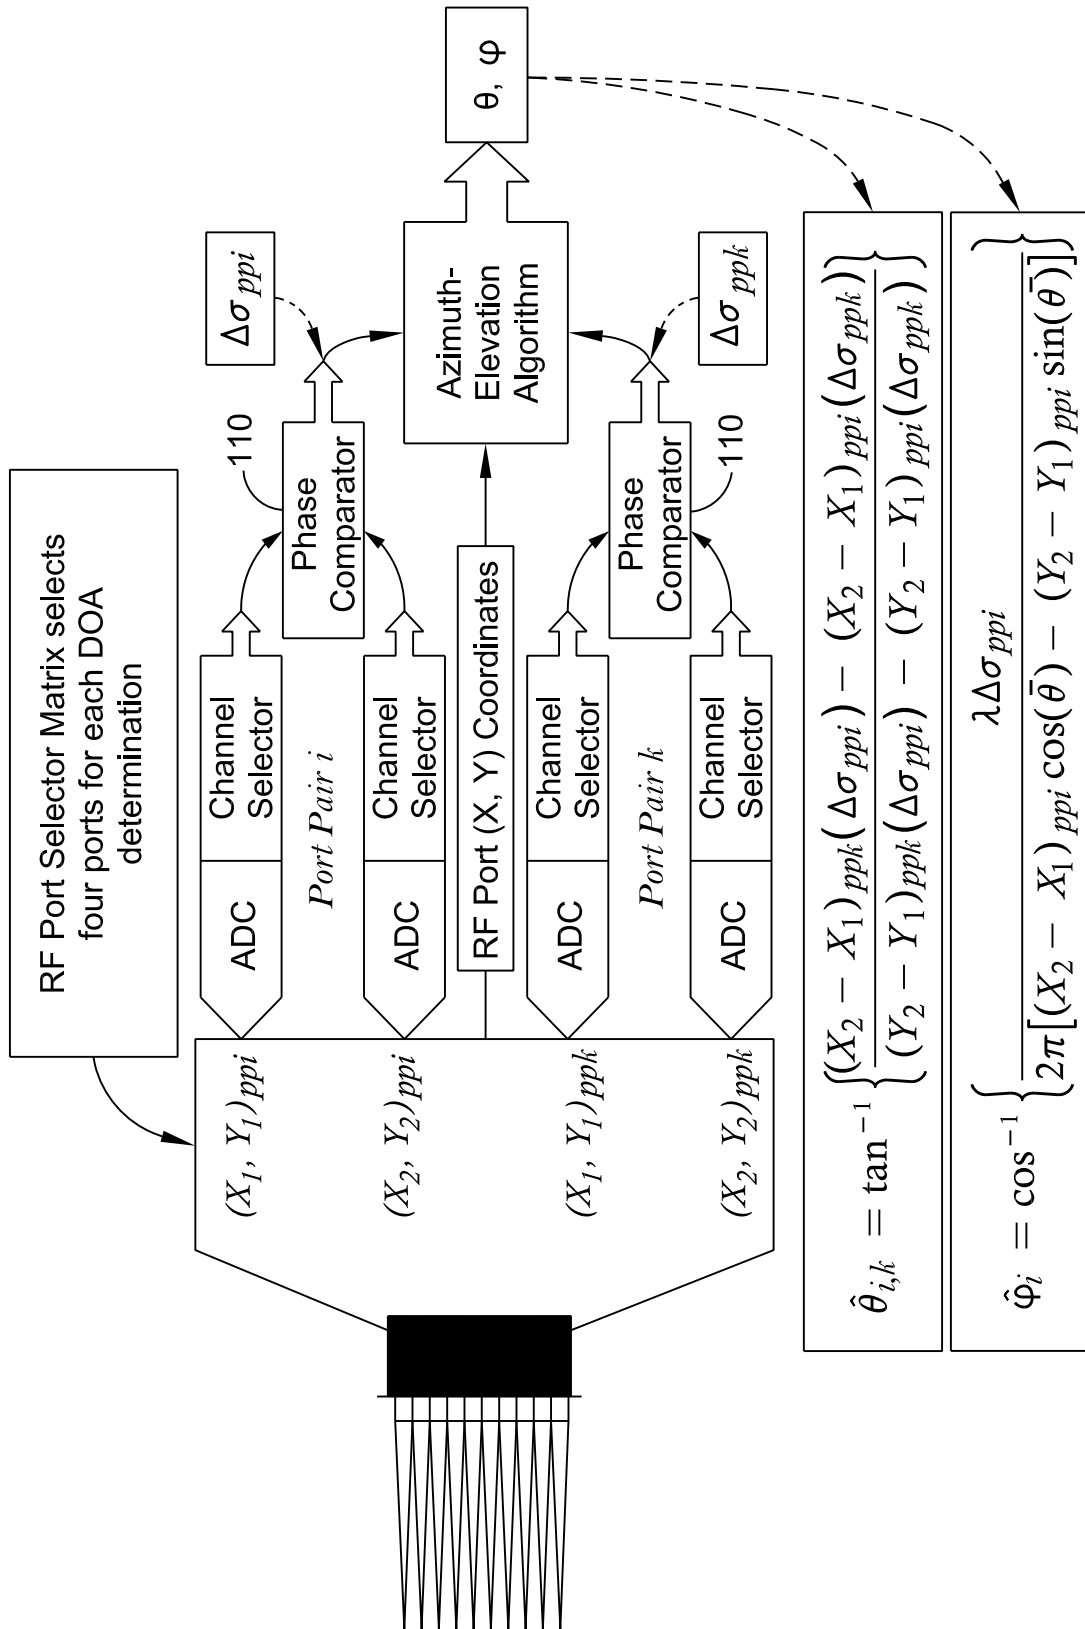 RF Port Selector Matrix selects
four ports for each DOA
determination
(X₁, Y₁)ppi
ADC
Channel
Selector
Port Pair i
(X₂, Y₂)ppi
ADC
Channel
Selector
Phase
Comparator
110
Δσppi
RF Port (X, Y) Coordinates
Azimuth-
Elevation
Algorithm
θ, φ
(X₁, Y₁)ppk
ADC
Channel
Selector
Port Pair k
(X₂, Y₂)ppk
ADC
Channel
Selector
Phase
Comparator
110
Δσppk
θ̂i,k = tan⁻¹ {(X₂ − X₁)ppk(Δσppi) − (X₂ − X₁)ppi(Δσppk) / (Y₂ − Y₁)ppk(Δσppi) − (Y₂ − Y₁)ppi(Δσppk)}
φ̂i = cos⁻¹ {λΔσppi / 2π[(X₂ − X₁)ppi cos(θ̄) − (Y₂ − Y₁)ppi sin(θ̄)]}